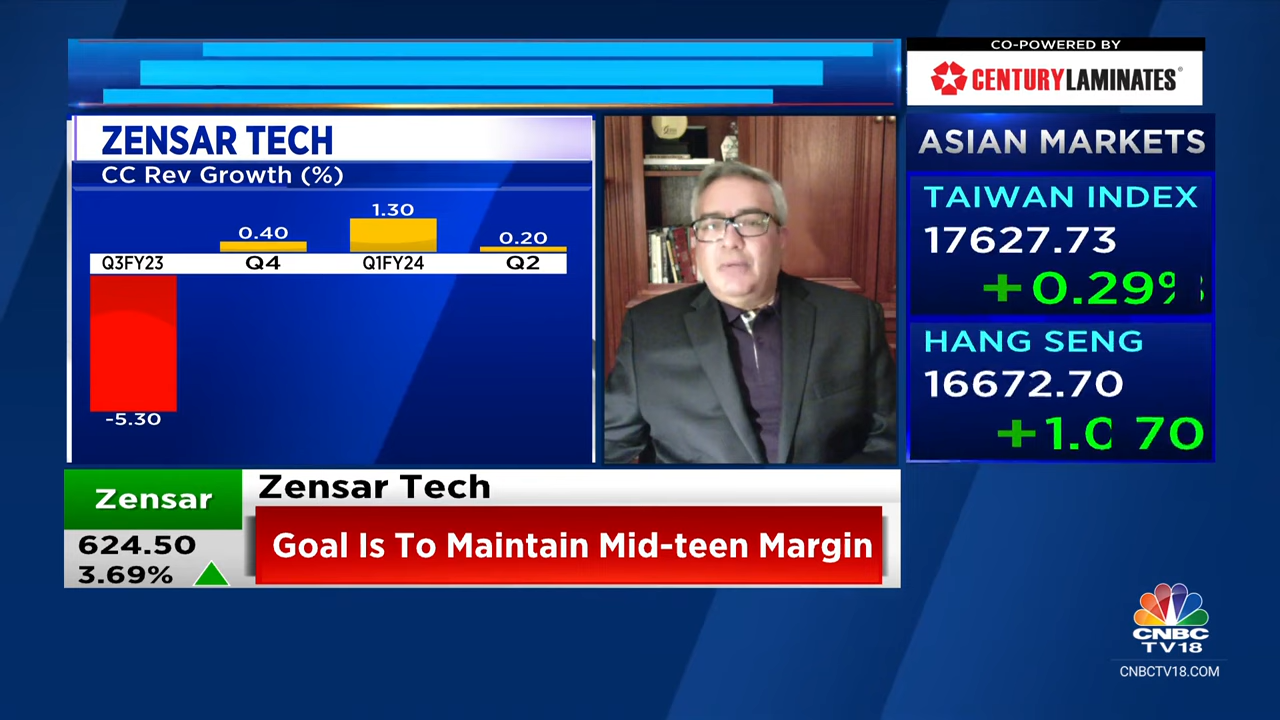 CO-POWERED BY
CENTURYLAMINATES®
ZENSAR TECH
CC Rev Growth (%)
1.30
0.40
0.20
Q3FY23 Q4 Q1FY24 Q2
-5.30
ASIAN MARKETS
TAIWAN INDEX
17627.73
+0.29%
HANG SENG
16672.70
Zensar
624.50
3.69%
Zensar Tech
Goal Is To Maintain Mid-teen Margin
CNBC
TV18
CNBCTV18.COM